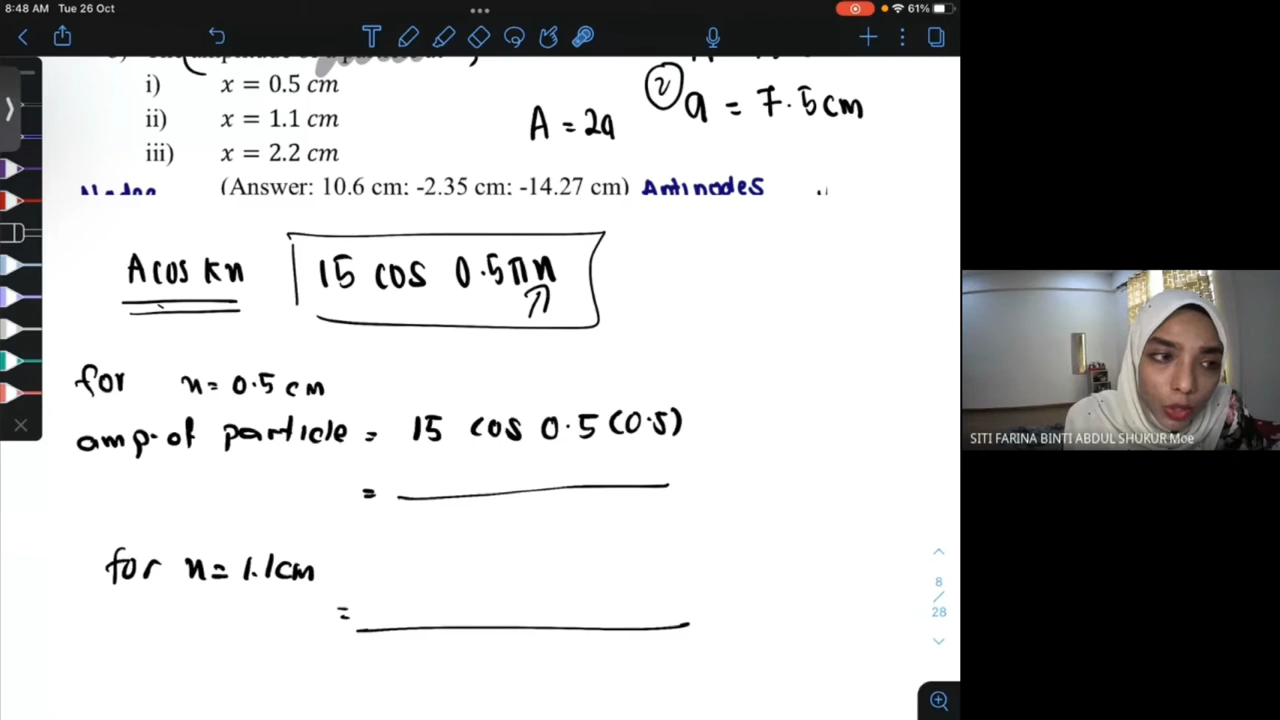 8:48 AM Tue 26 Oct
61%
T
i) x = 0.5 cm
ii) x = 1.1 cm
iii) x = 2.2 cm
A = 2a
2 a = 7.5cm
(Answer: 10.6 cm: -2.35 cm: -14.27 cm) Antinodes
A cos kx
15 cos 0.5πx
for x = 0.5 cm
amp. of particle = 15 cos 0.5 (0.5)
=
for x = 1.1cm
=
8
/
28
SITI FARINA BINTI ABDUL SHUKUR Moe